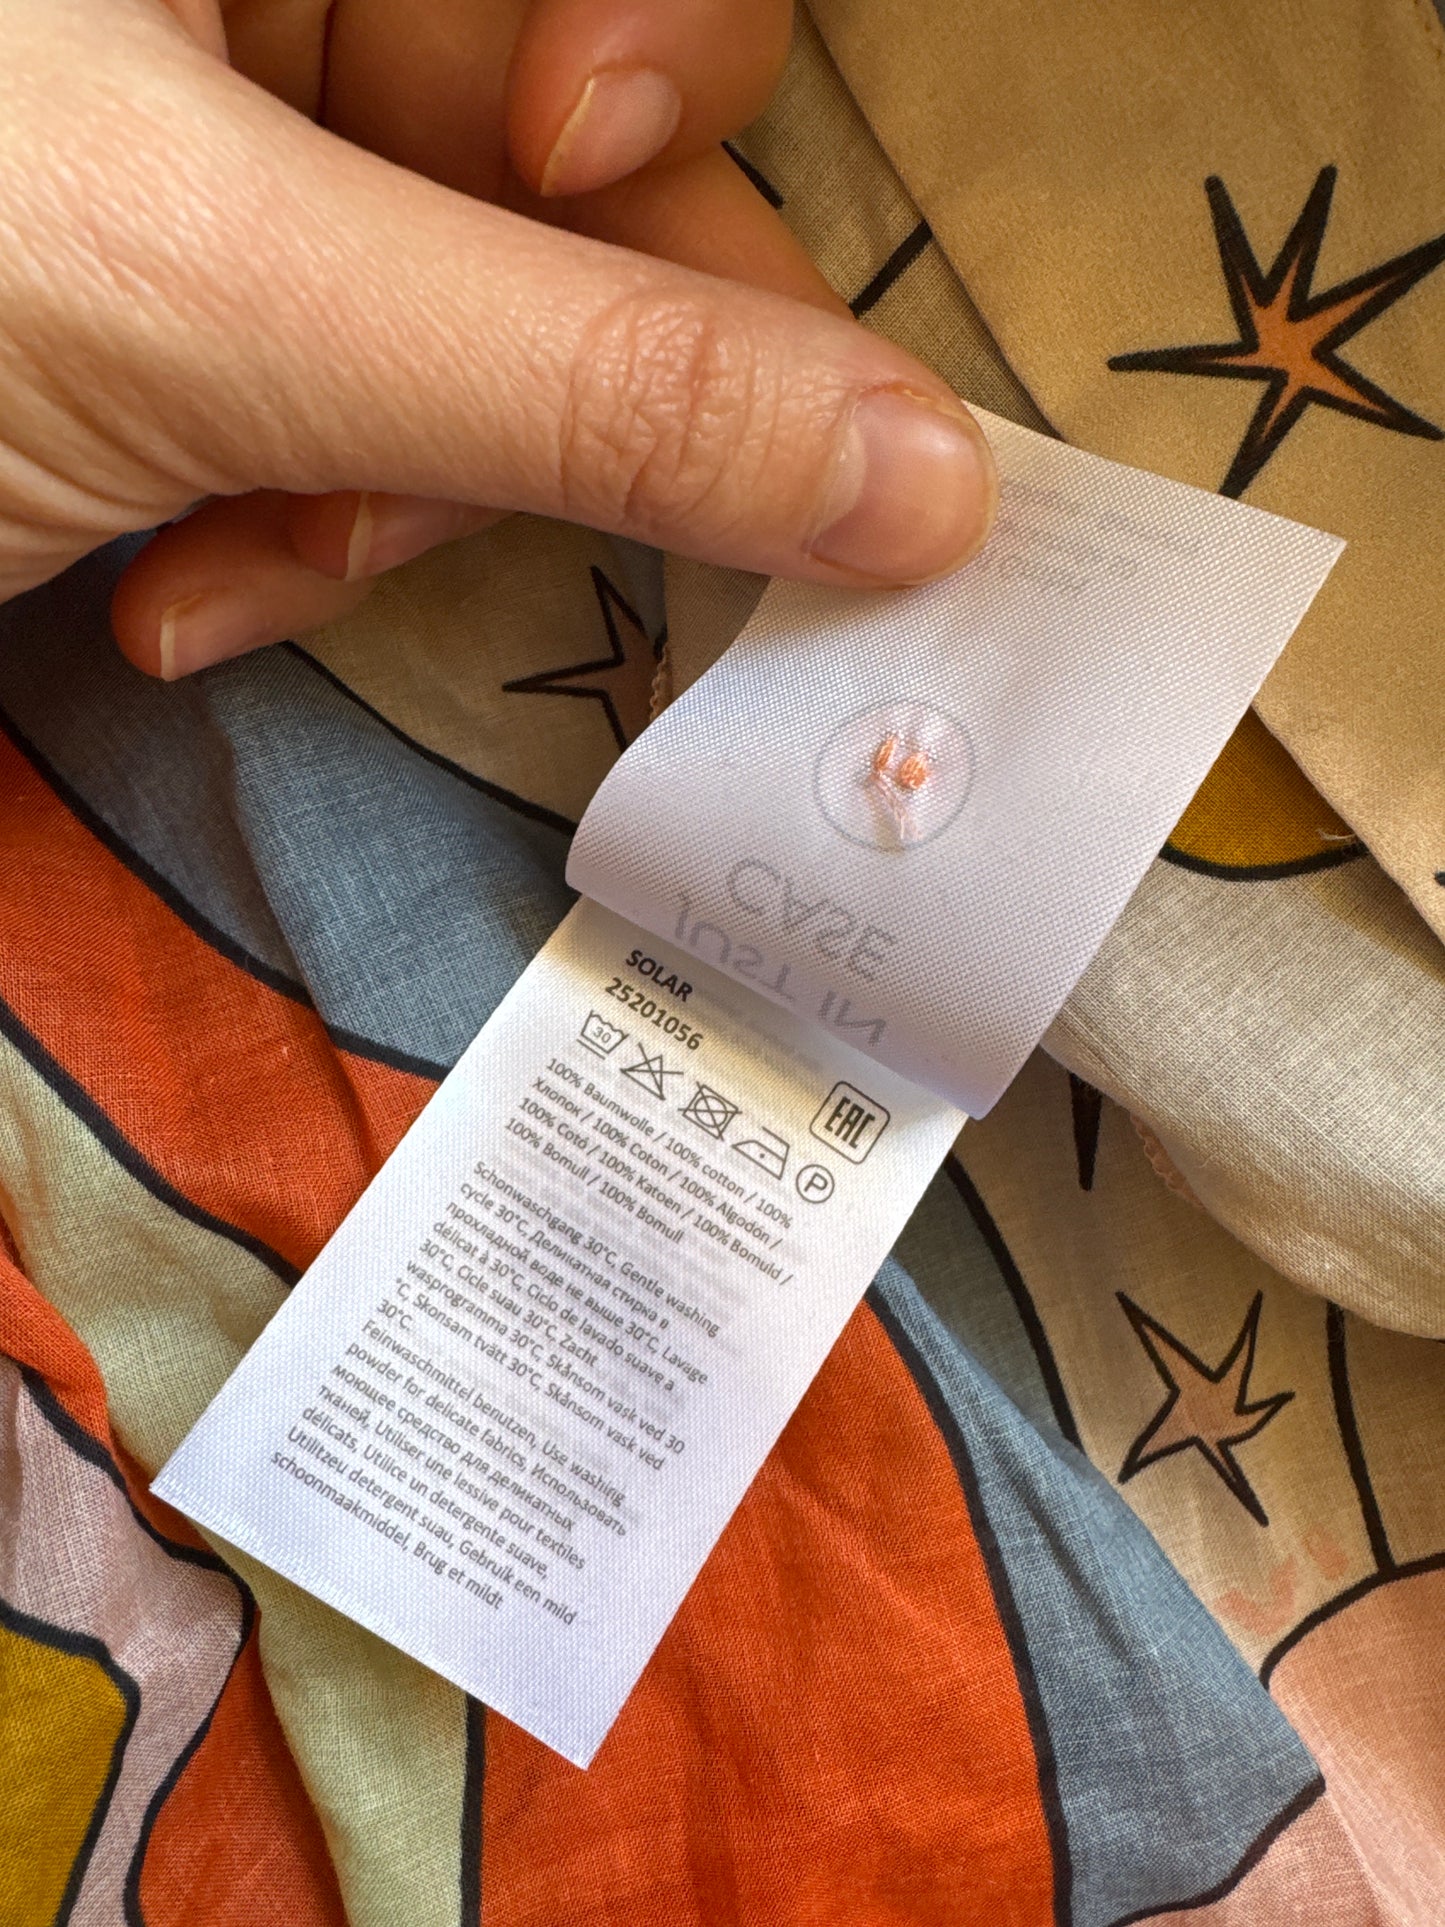 JUST IN
CASE
SOLAR
25201056
30
P
EAC
100% Baumwolle / 100% cotton / 100%
Хлопок / 100% Coton / 100% Algodón /
100% Cotó / 100% Katoen / 100% Bomuld /
100% Bomull / 100% Bomull
Schonwaschgang 30°C, Gentle washing
cycle 30°C, Деликатная стирка в
прохладной воде не выше 30°C, Lavage
délicat à 30°C, Ciclo de lavado suave a
30°C, Cicle suau 30°C, Zacht
wasprogramma 30°C, Skånsom vask ved 30
°C, Skonsam tvätt 30°C, Skånsom vask ved
30°C.
Feinwaschmittel benutzen, Use washing
powder for delicate fabrics, Использовать
моющее средство для деликатных
тканей, Utiliser une lessive pour textiles
délicats, Utilice un detergente suave,
Utilitzeu detergent suau, Gebruik een mild
schoonmaakmiddel, Brug et mildt